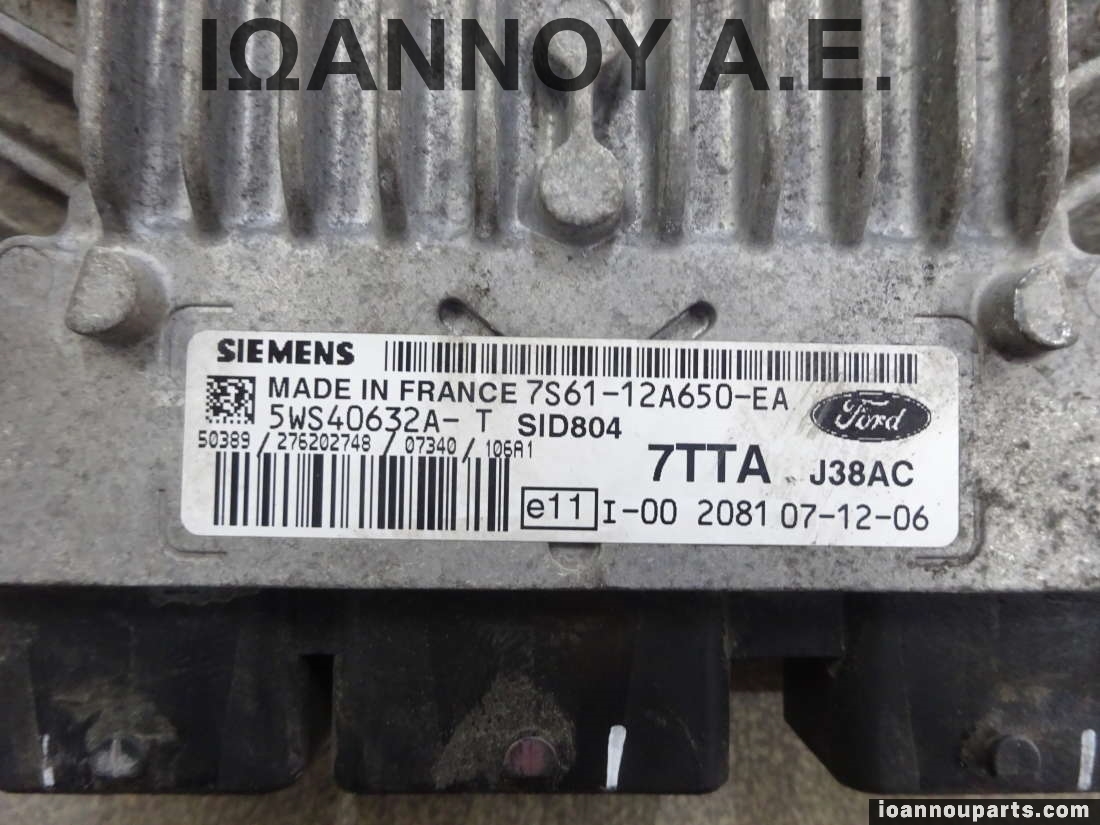 ΙΩΑΝΝΟΥ Α.Ε.
SIEMENS
MADE IN FRANCE 7S61-12A650-EA
5WS40632A-T SID804
Ford
50389 / 276202748 / 07340 / 106A1
7TTA J38AC
e11 I-00 2081 07-12-06
ioannouparts.com